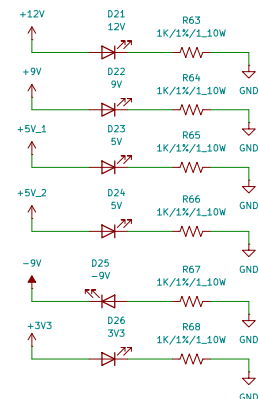 +12V
D21
12V
R63
1K/1%/1_10W
GND
+9V
D22
9V
R64
1K/1%/1_10W
GND
+5V_1
D23
5V
R65
1K/1%/1_10W
GND
+5V_2
D24
5V
R66
1K/1%/1_10W
GND
-9V
D25
-9V
R67
1K/1%/1_10W
GND
+3V3
D26
3V3
R68
1K/1%/1_10W
GND